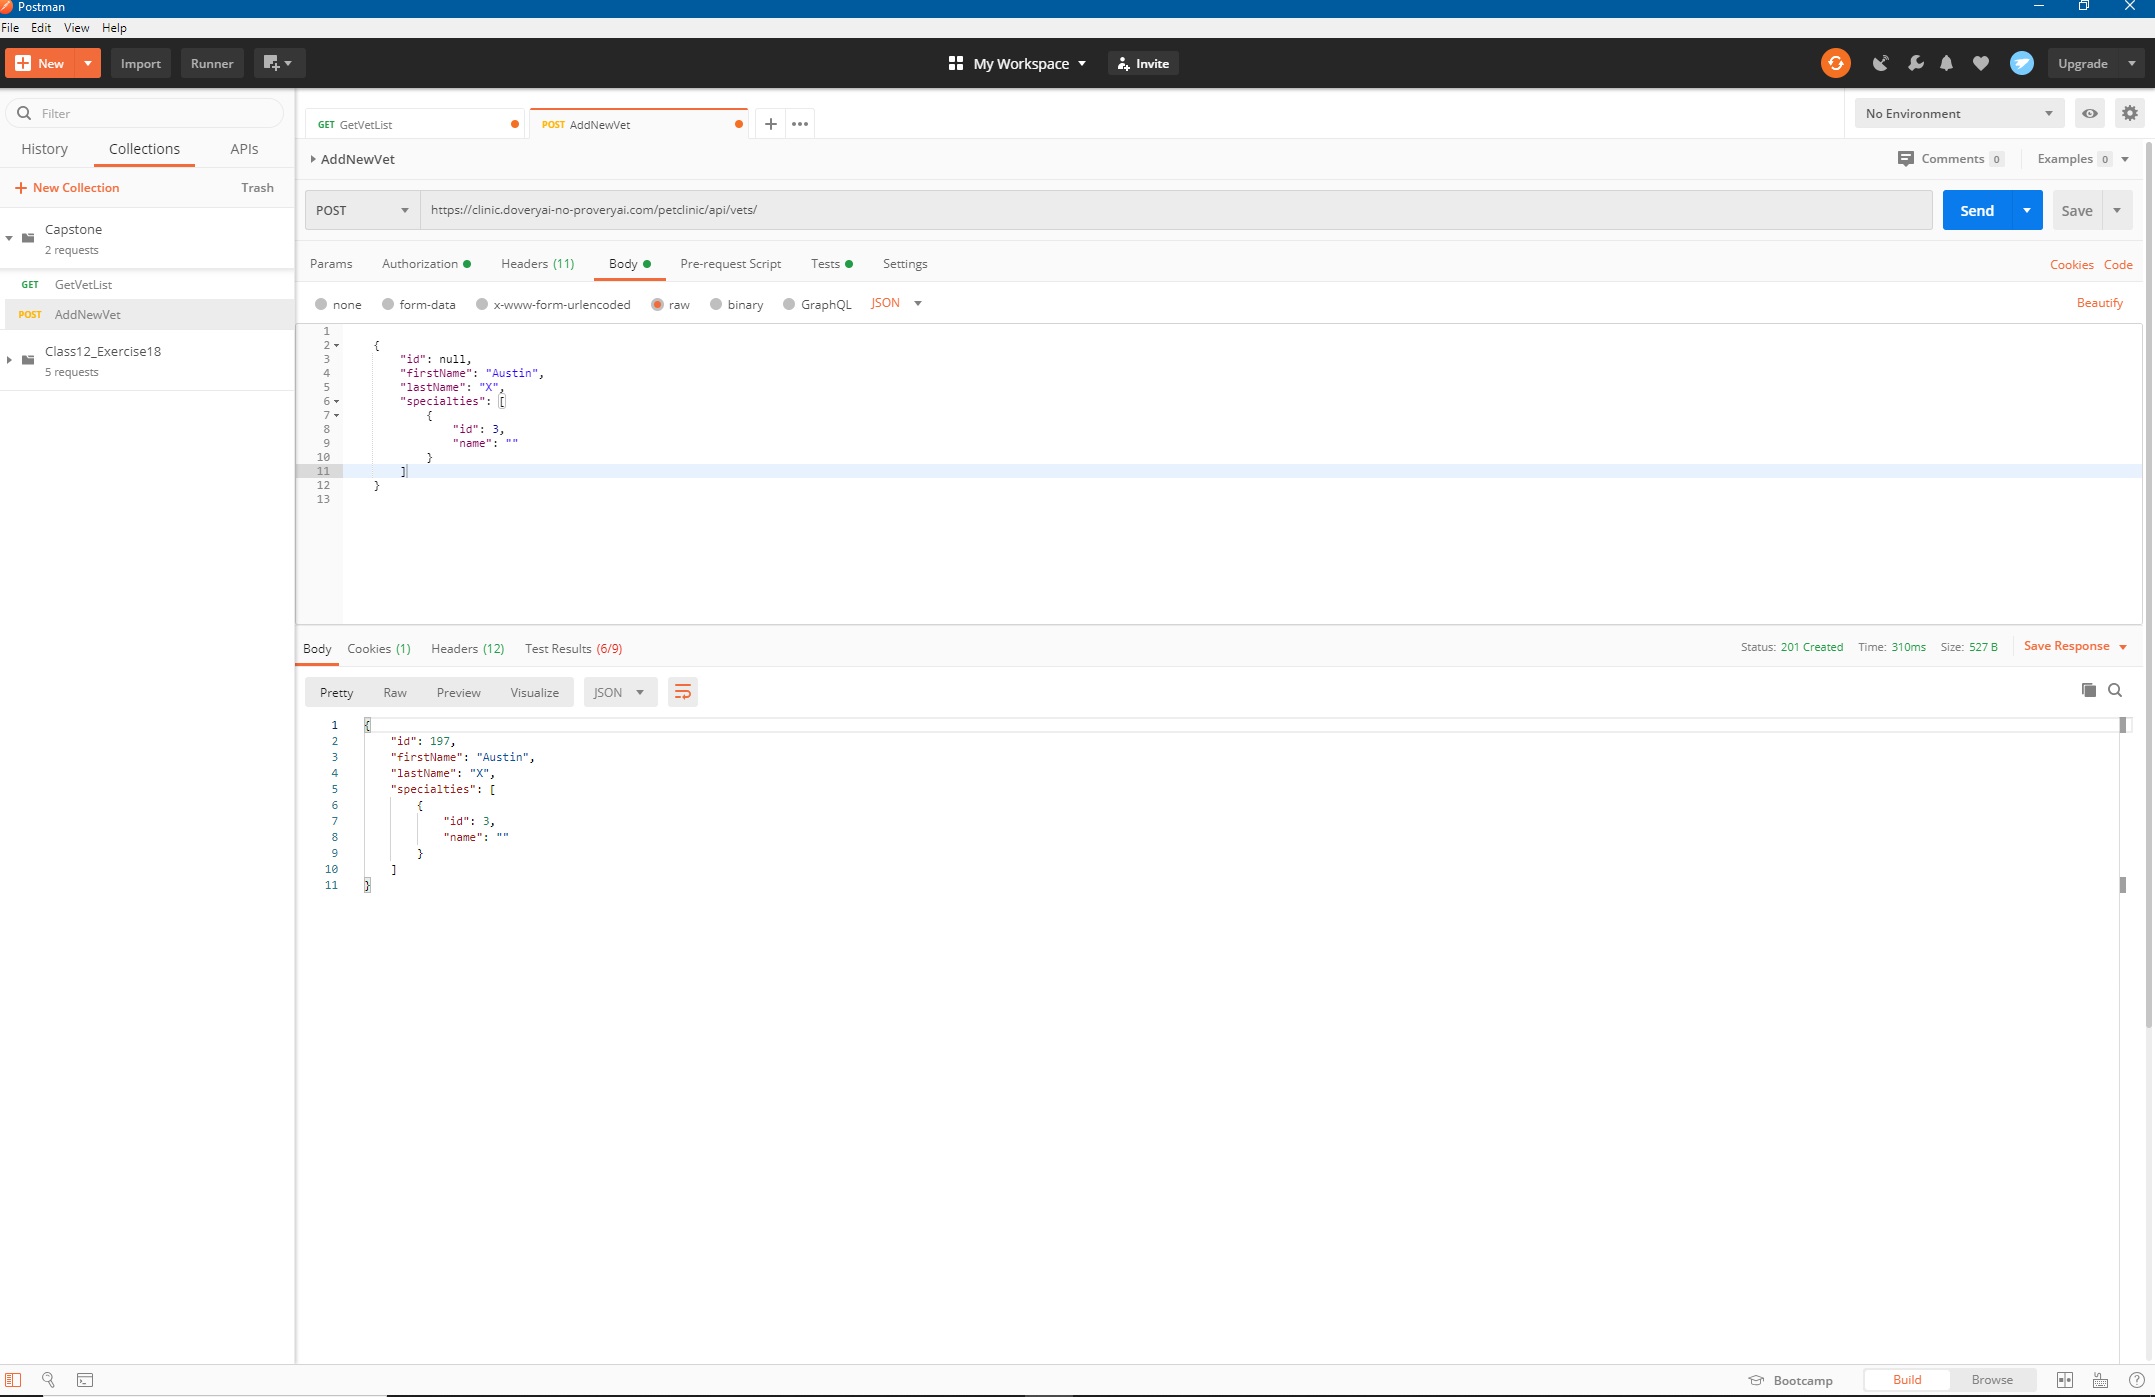 Postman
File Edit View Help
New Import Runner My Workspace Invite Upgrade
Filter
History Collections APIs
+ New Collection Trash
Capstone
2 requests
GET GetVetList
POST AddNewVet
Class12_Exercise18
5 requests
GET GetVetList POST AddNewVet + ••• No Environment
AddNewVet Comments 0 Examples 0
POST https://clinic.doveryai-no-proveryai.com/petclinic/api/vets/ Send Save
Params Authorization Headers (11) Body Pre-request Script Tests Settings Cookies Code
none form-data x-www-form-urlencoded raw binary GraphQL JSON Beautify
1
2 {
3 "id": null,
4 "firstName": "Austin",
5 "lastName": "X",
6 "specialties": [
7 {
8 "id": 3,
9 "name": ""
10 }
11 ]
12 }
13
Body Cookies (1) Headers (12) Test Results (6/9) Status: 201 Created Time: 310ms Size: 527 B Save Response
Pretty Raw Preview Visualize JSON
1 {
2 "id": 197,
3 "firstName": "Austin",
4 "lastName": "X",
5 "specialties": [
6 {
7 "id": 3,
8 "name": ""
9 }
10 ]
11 }
Bootcamp Build Browse ?